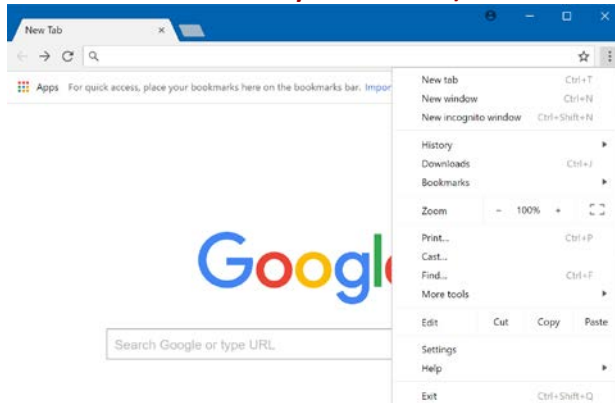 New Tab
Apps For quick access, place your bookmarks here on the bookmarks bar. Impor
New tab Ctrl+T
New window Ctrl+N
New incognito window Ctrl+Shift+N
History
Downloads Ctrl+J
Bookmarks
Zoom - 100% +
Print... Ctrl+P
Cast...
Find... Ctrl+F
More tools
Edit Cut Copy Paste
Settings
Help
Exit Ctrl+Shift+Q
Googl
Search Google or type URL